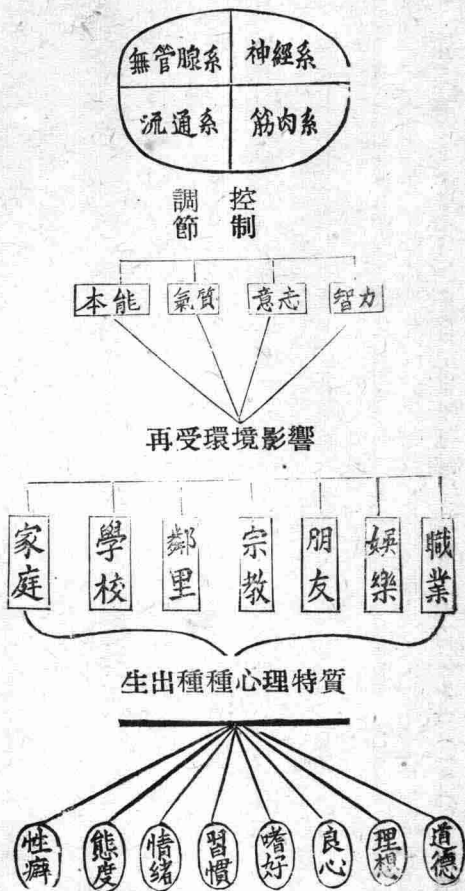 無管腺系 神經系
流通系 筋肉系
調節 控制
本能 氣質 意志 智力
再受環境影響
家庭 學校 鄰里 宗教 朋友 娛樂 職業
生出種種心理特質
性癖 態度 情緒 習慣 嗜好 良心 理想 道德